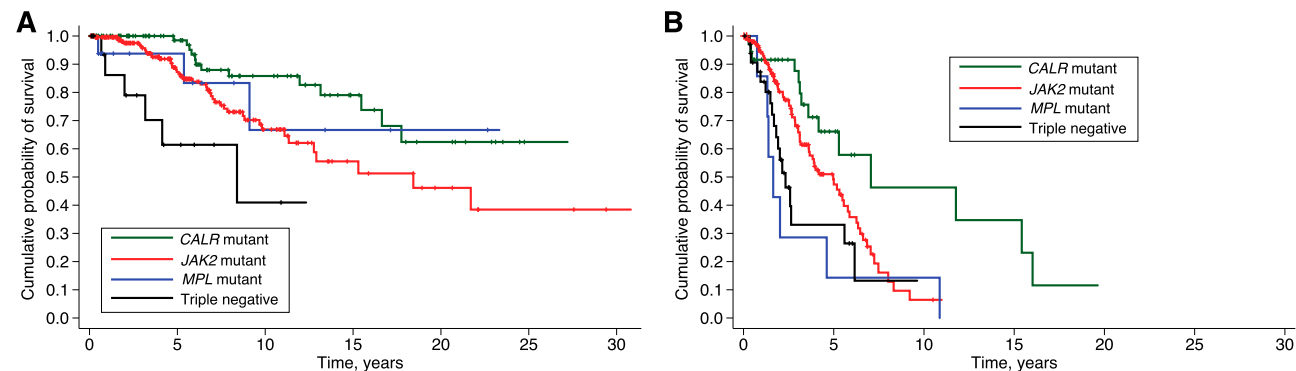 A
Cumulative probability of survival
1.0
0.9
0.8
0.7
0.6
0.5
0.4
0.3
0.2
0.1
0.0
CALR mutant
JAK2 mutant
MPL mutant
Triple negative
0 5 10 15 20 25 30
Time, years
B
Cumulative probability of survival
1.0
0.9
0.8
0.7
0.6
0.5
0.4
0.3
0.2
0.1
0.0
CALR mutant
JAK2 mutant
MPL mutant
Triple negative
0 5 10 15 20 25 30
Time, years